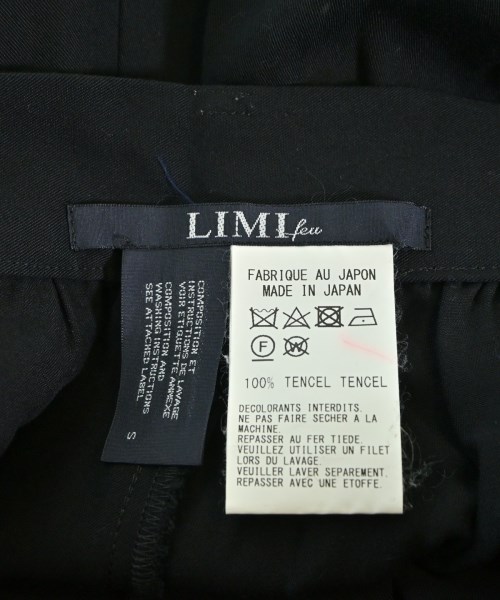 LIMI feu
COMPOSITION ET
INSTRUCTIONS DE LAVAGE
VOIR ETIQUETTE ANNEXE
COMPOSITION AND
WASHING INSTRUCTIONS
SEE ATTACHED LABEL
S
FABRIQUE AU JAPON
MADE IN JAPAN
F W
100% TENCEL TENCEL
DECOLORANTS INTERDITS.
NE PAS FAIRE SECHER A LA
MACHINE.
REPASSER AU FER TIEDE.
VEUILLEZ UTILISER UN FILET
LORS DU LAVAGE.
VEUILLER LAVER SEPAREMENT.
REPASSER AVEC UNE ETOFFE.